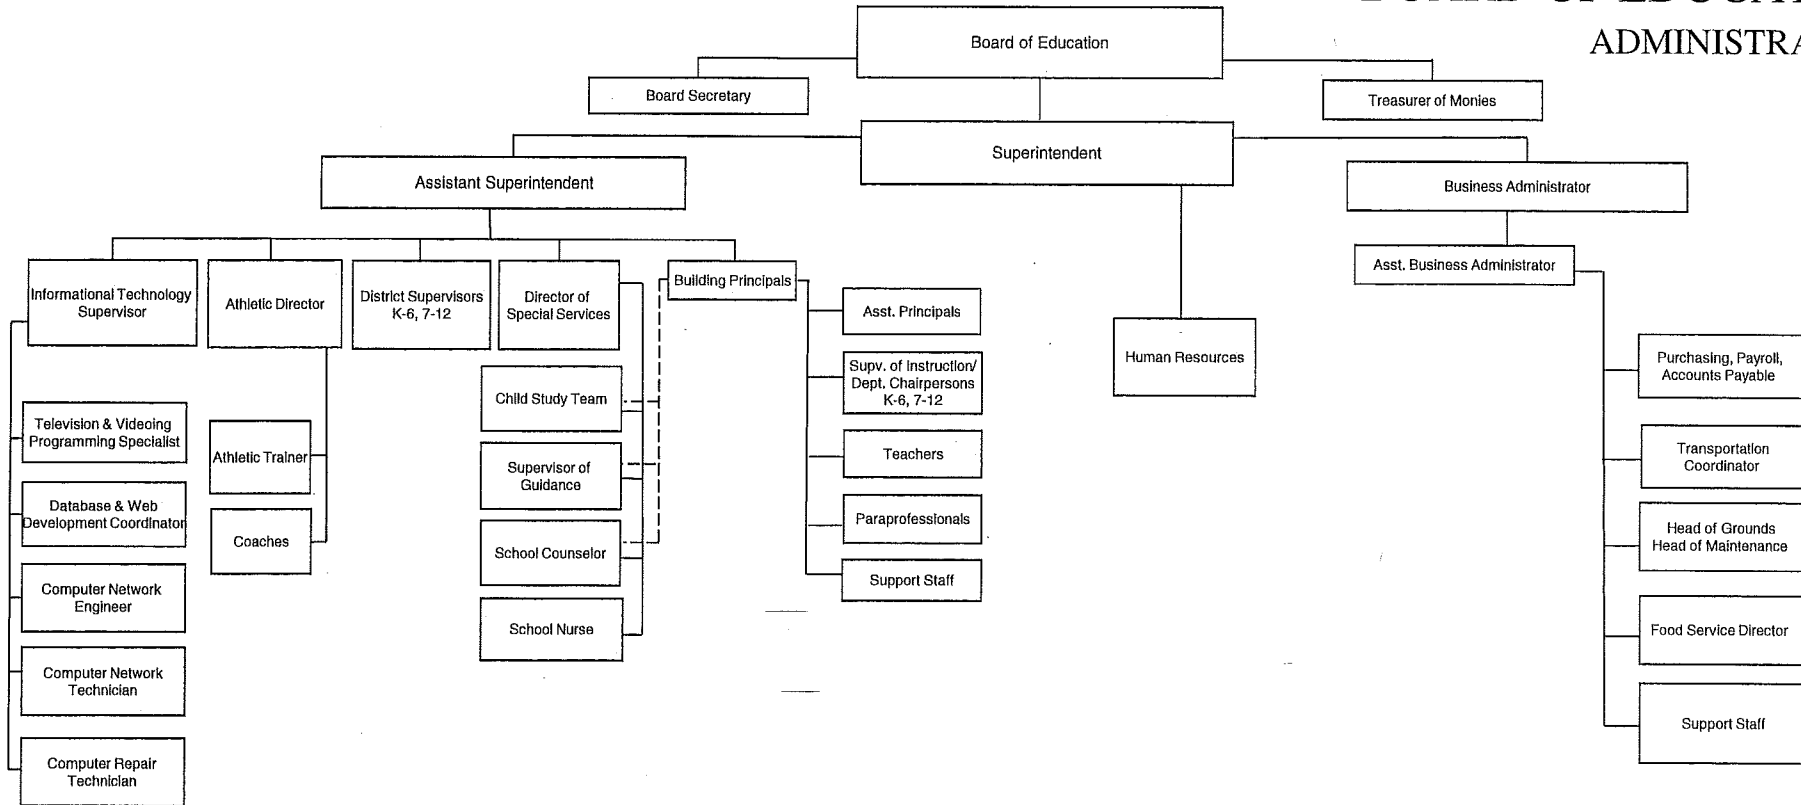 BOARD OF EDUCAT
ADMINISTRA
Board of Education
Board Secretary
Treasurer of Monies
Superintendent
Assistant Superintendent
Business Administrator
Informational Technology
Supervisor
Athletic Director
District Supervisors
K-6, 7-12
Director of
Special Services
Building Principals
Asst. Business Administrator
Asst. Principals
Supv. of Instruction/
Dept. Chairpersons
K-6, 7-12
Teachers
Paraprofessionals
Support Staff
Human Resources
Purchasing, Payroll,
Accounts Payable
Transportation
Coordinator
Head of Grounds
Head of Maintenance
Food Service Director
Support Staff
Television & Videoing
Programming Specialist
Database & Web
Development Coordinator
Computer Network
Engineer
Computer Network
Technician
Computer Repair
Technician
Athletic Trainer
Coaches
Child Study Team
Supervisor of
Guidance
School Counselor
School Nurse